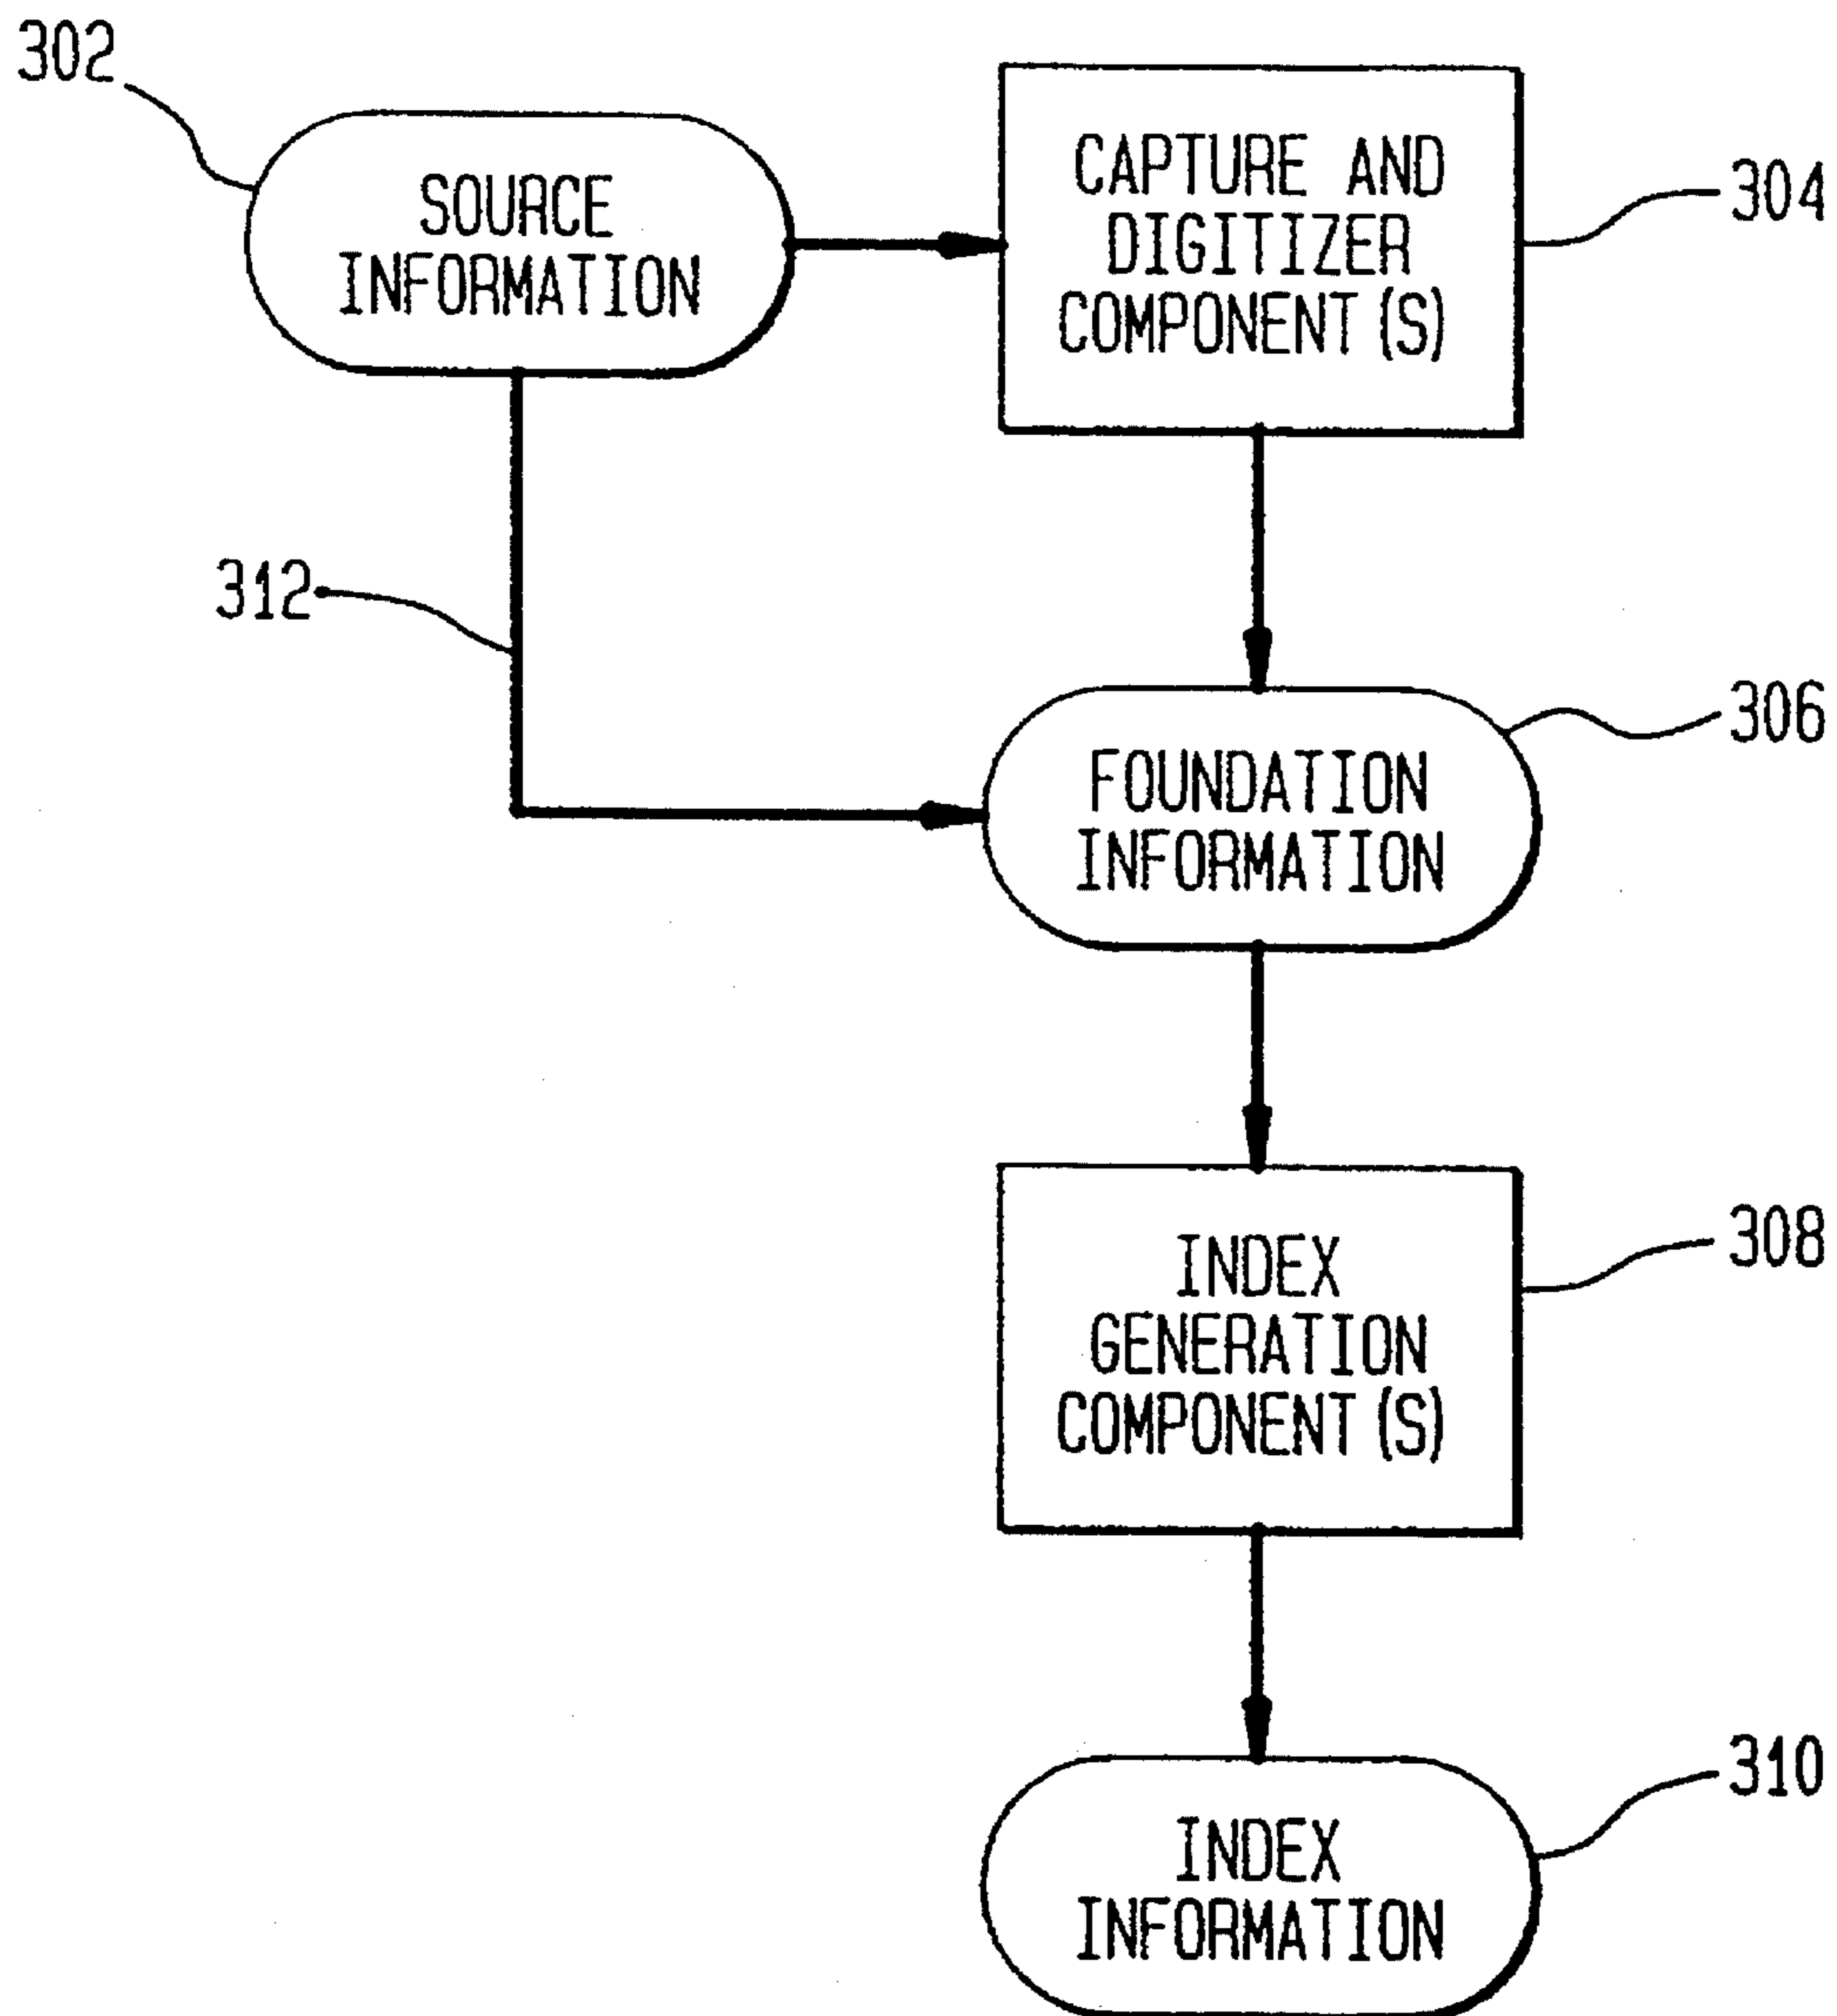 302
SOURCE
INFORMATION
CAPTURE AND
DIGITIZER
COMPONENT(S)
304
312
FOUNDATION
INFORMATION
306
INDEX
GENERATION
COMPONENT(S)
308
INDEX
INFORMATION
310